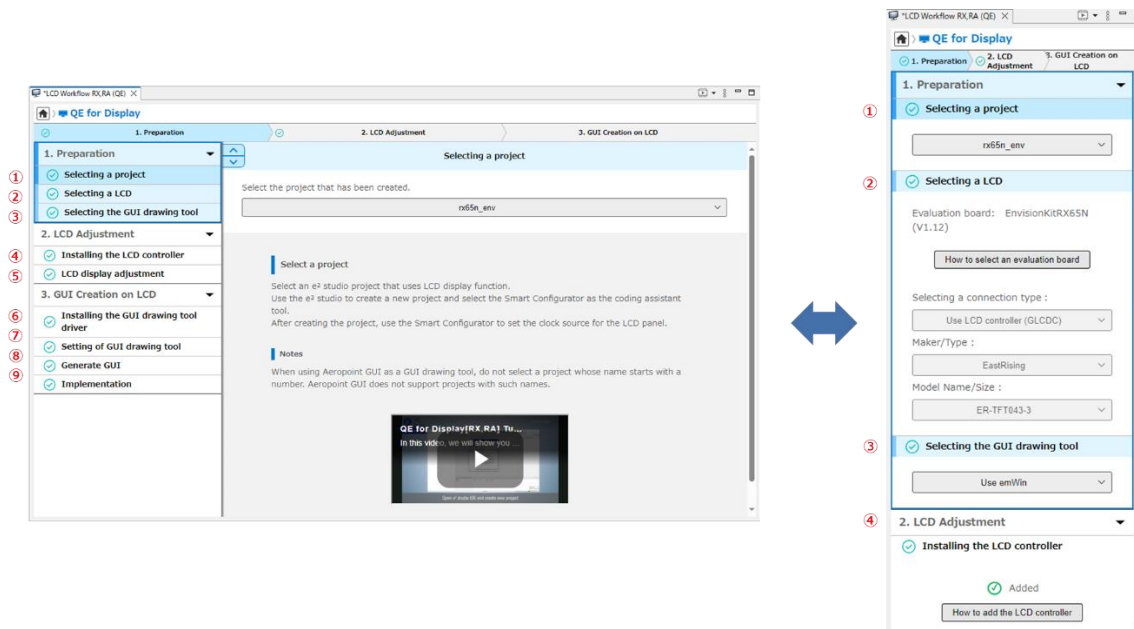 *LCD Workflow RX,RA (QE)
QE for Display
1. Preparation
2. LCD Adjustment
3. GUI Creation on LCD
1. Preparation
① Selecting a project
② Selecting a LCD
③ Selecting the GUI drawing tool
2. LCD Adjustment
④ Installing the LCD controller
⑤ LCD display adjustment
3. GUI Creation on LCD
⑥ Installing the GUI drawing tool
driver
⑦
Setting of GUI drawing tool
⑧
Generate GUI
⑨
Implementation
Selecting a project
Select the project that has been created.
rx65n_env
Select a project
Select an e² studio project that uses LCD display function.
Use the e² studio to create a new project and select the Smart Configurator as the coding assistant
tool.
After creating the project, use the Smart Configurator to set the clock source for the LCD panel.
Notes
When using Aeropoint GUI as a GUI drawing tool, do not select a project whose name starts with a
number. Aeropoint GUI does not support projects with such names.
QE for Display[RX,RA] Tu...
In this video, we will show you ...
*LCD Workflow RX,RA (QE)
QE for Display
1. Preparation
2. LCD
Adjustment
3. GUI Creation on
LCD
1. Preparation
① Selecting a project
rx65n_env
② Selecting a LCD
Evaluation board: EnvisionKitRX65N
(V1.12)
How to select an evaluation board
Selecting a connection type :
Use LCD controller (GLCDC)
Maker/Type :
EastRising
Model Name/Size :
ER-TFT043-3
③ Selecting the GUI drawing tool
Use emWin
④ 2. LCD Adjustment
Installing the LCD controller
Added
How to add the LCD controller